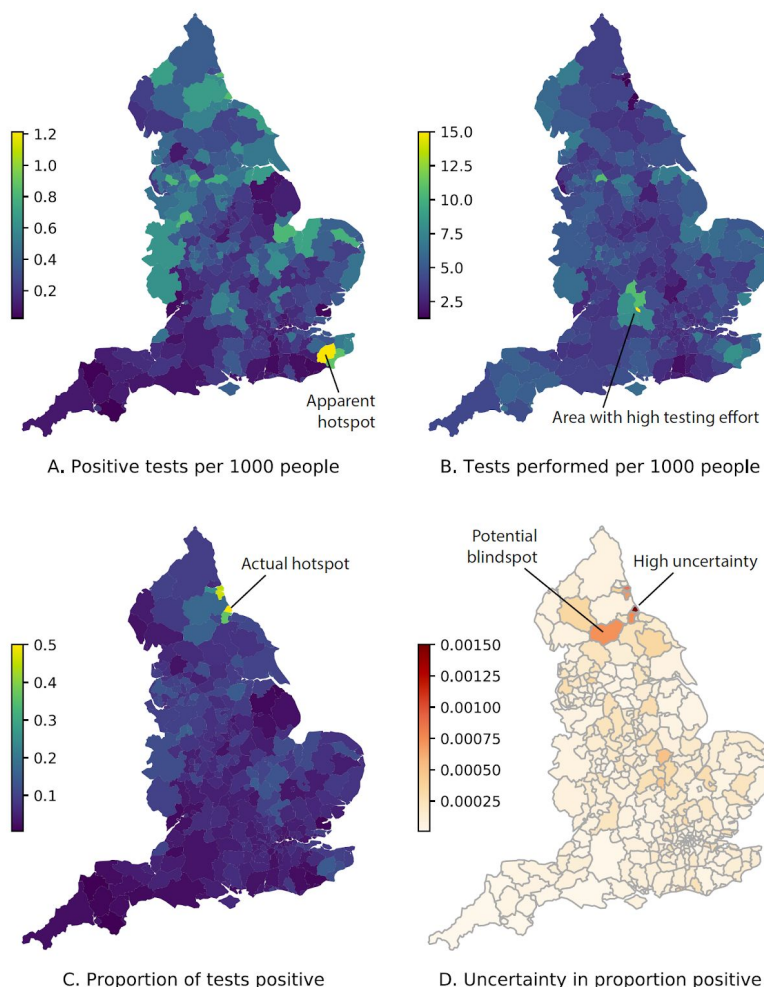 1.2
1.0
0.8
0.6
0.4
0.2
Apparent
hotspot
A. Positive tests per 1000 people
15.0
12.5
10.0
7.5
5.0
2.5
Area with high testing effort
B. Tests performed per 1000 people
Actual hotspot
0.5
0.4
0.3
0.2
0.1
C. Proportion of tests positive
Potential
blindspot
High uncertainty
0.00150
0.00125
0.00100
0.00075
0.00050
0.00025
D. Uncertainty in proportion positive